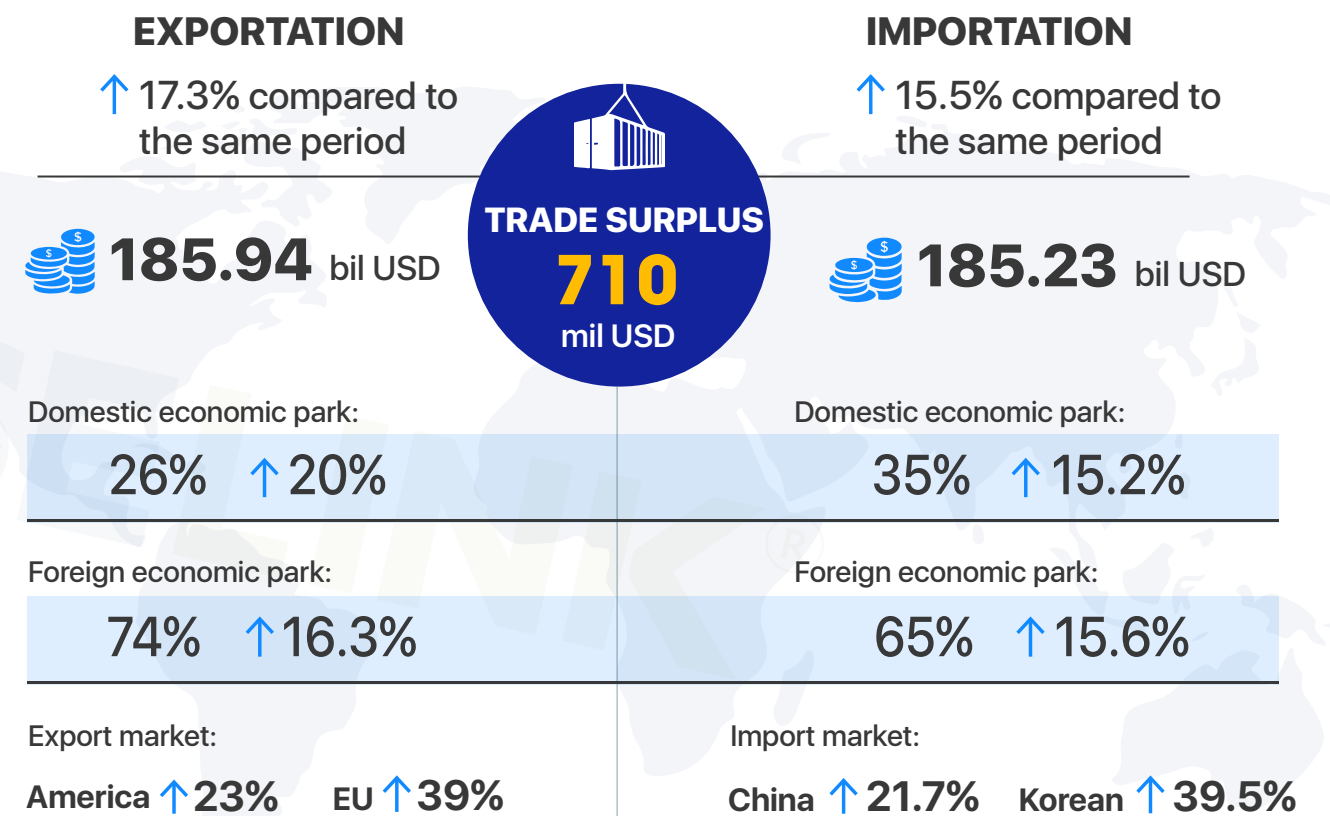 EXPORTATION
↑ 17.3% compared to
the same period
185.94 bil USD
TRADE SURPLUS
710
mil USD
IMPORTATION
↑ 15.5% compared to
the same period
185.23 bil USD
Domestic economic park:
26% ↑ 20%
Domestic economic park:
35% ↑ 15.2%
Foreign economic park:
74% ↑ 16.3%
Foreign economic park:
65% ↑ 15.6%
Export market:
America ↑ 23% EU ↑ 39%
Import market:
China ↑ 21.7% Korean ↑ 39.5%
ELINK®